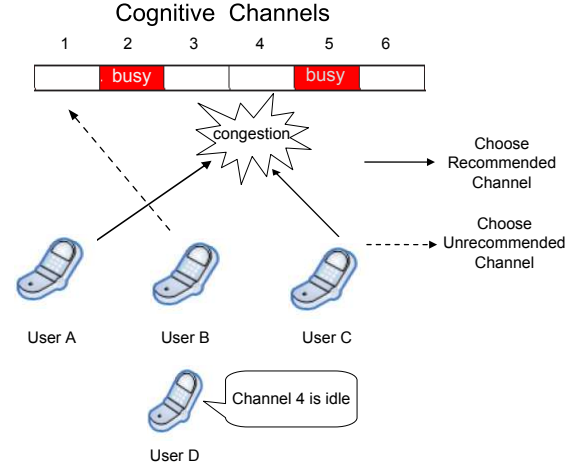 Cognitive Channels
1 2 3 4 5 6
busy busy
congestion
Choose
Recommended
Channel
Choose
Unrecommended
Channel
User A User B User C
Channel 4 is idle
User D